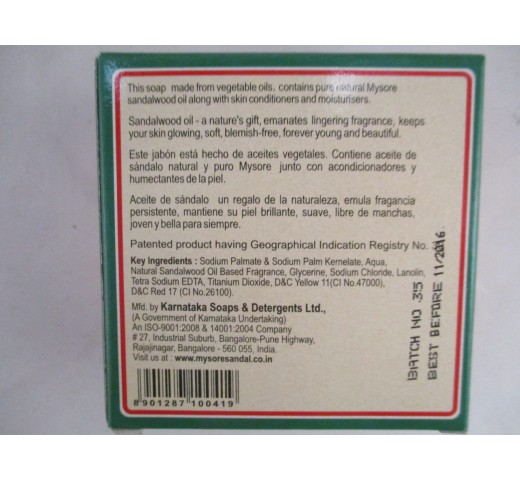 This soap made from vegetable oils, contains pure natural Mysore
sandalwood oil along with skin conditioners and moisturisers.
Sandalwood oil - a nature's gift, emanates lingering fragrance, keeps
your skin glowing, soft, blemish-free, forever young and beautiful.
Este jabón está hecho de aceites vegetales. Contiene aceite de
sándalo natural y puro Mysore junto con acondicionadores y
humectantes de la piel.
Aceite de sándalo un regalo de la naturaleza, emula fragancia
persistente, mantiene su piel brillante, suave, libre de manchas,
joven y bella para siempre.
Patented product having Geographical Indication Registry No.
Key Ingredients : Sodium Palmate & Sodium Palm Kernelate, Aqua,
Natural Sandalwood Oil Based Fragrance, Glycerine, Sodium Chloride, Lanolin,
Tetra Sodium EDTA, Titanium Dioxide, D&C Yellow 11(CI No.47000),
D&C Red 17 (CI No.26100).
Mfd. by Karnataka Soaps & Detergents Ltd.,
(A Government of Karnataka Undertaking)
An ISO-9001:2008 & 14001:2004 Company
# 27, Industrial Suburb, Bangalore-Pune Highway,
Rajajinagar, Bangalore - 560 055, India.
Visit us at : www.mysoresandal.co.in
8 901287 100419
BATCH NO 35
BEST BEFORE 11/2016